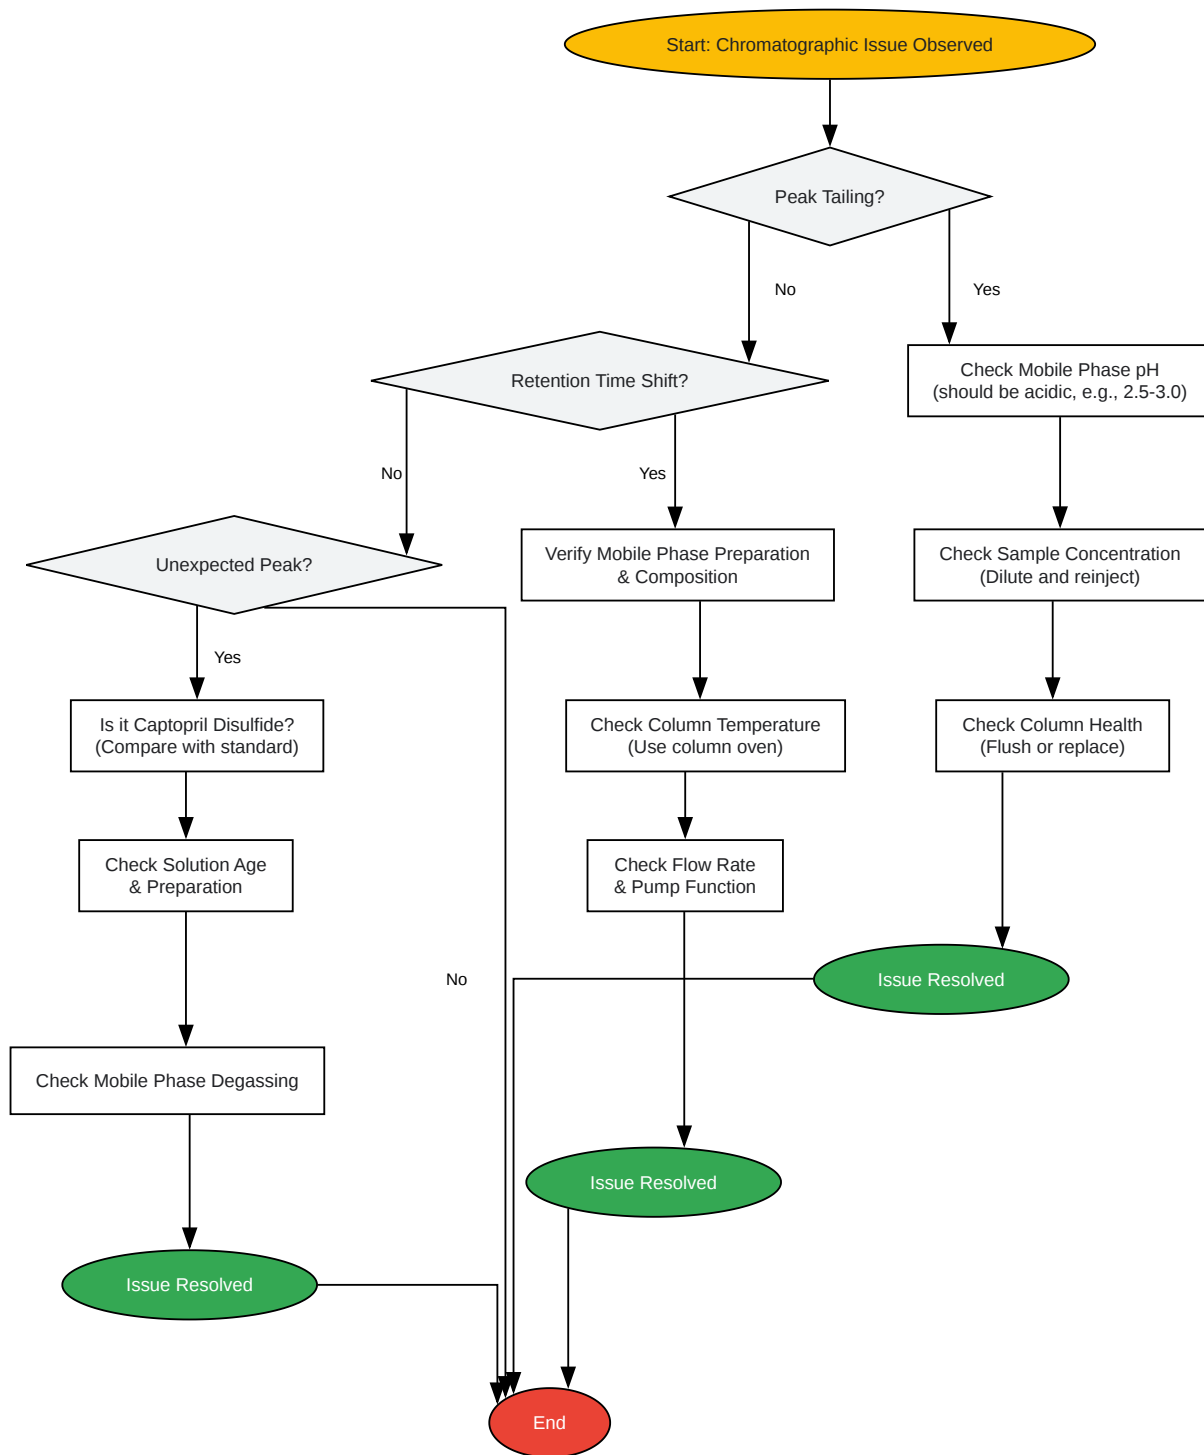 Start: Chromatographic Issue Observed
Peak Tailing?
No
Yes
Retention Time Shift?
Check Mobile Phase pH
(should be acidic, e.g., 2.5-3.0)
No
Yes
Unexpected Peak?
Verify Mobile Phase Preparation
& Composition
Check Sample Concentration
(Dilute and reinject)
Yes
Is it Captopril Disulfide?
(Compare with standard)
Check Column Temperature
(Use column oven)
Check Column Health
(Flush or replace)
Check Solution Age
& Preparation
Check Flow Rate
& Pump Function
No
Issue Resolved
Check Mobile Phase Degassing
Issue Resolved
Issue Resolved
End